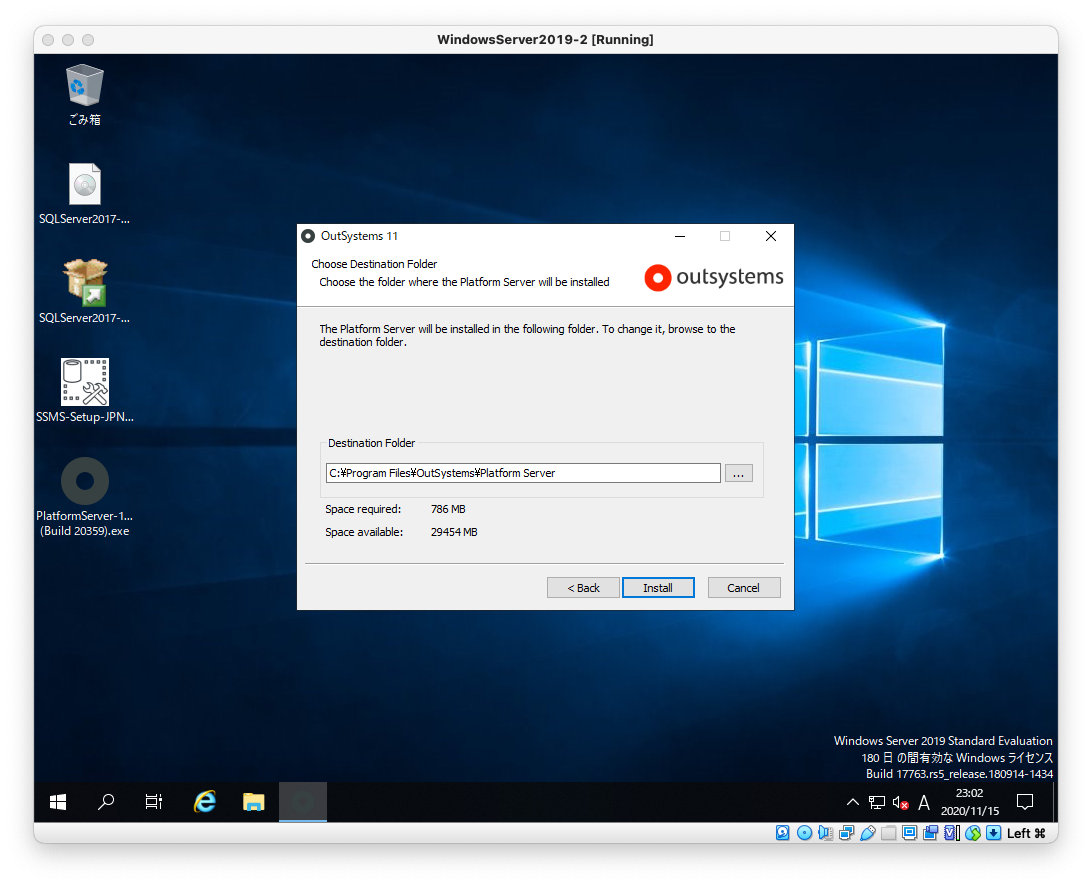 WindowsServer2019-2 [Running]
ごみ箱
SQLServer2017-...
SQLServer2017-...
SSMS-Setup-JPN...
PlatformServer-1...
(Build 20359).exe
OutSystems 11
Choose Destination Folder
Choose the folder where the Platform Server will be installed
outsystems
The Platform Server will be installed in the following folder. To change it, browse to the
destination folder.
Destination Folder
C:¥Program Files¥OutSystems¥Platform Server
...
Space required: 786 MB
Space available: 29454 MB
< Back
Install
Cancel
Windows Server 2019 Standard Evaluation
180 日 の間有効な Windows ライセンス
Build 17763.rs5_release.180914-1434
A
23:02
2020/11/15
Left ⌘